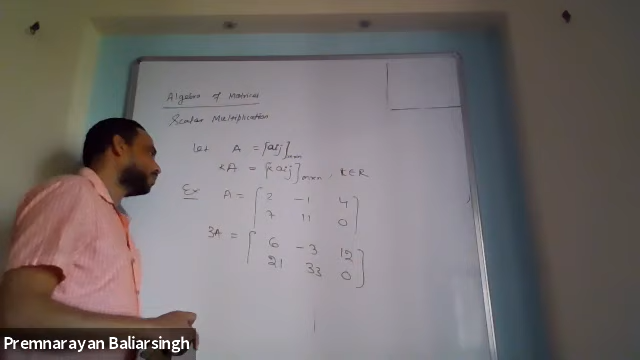 Algebra of Matrices
Scalar Multiplication
Let A = [aij]m×n
KA = [K aij]m×n , K∈R
Ex A = [ 2 -1 4
7 11 0 ]
3A = [ 6 -3 12
21 33 0 ]
Premnarayan Baliarsingh